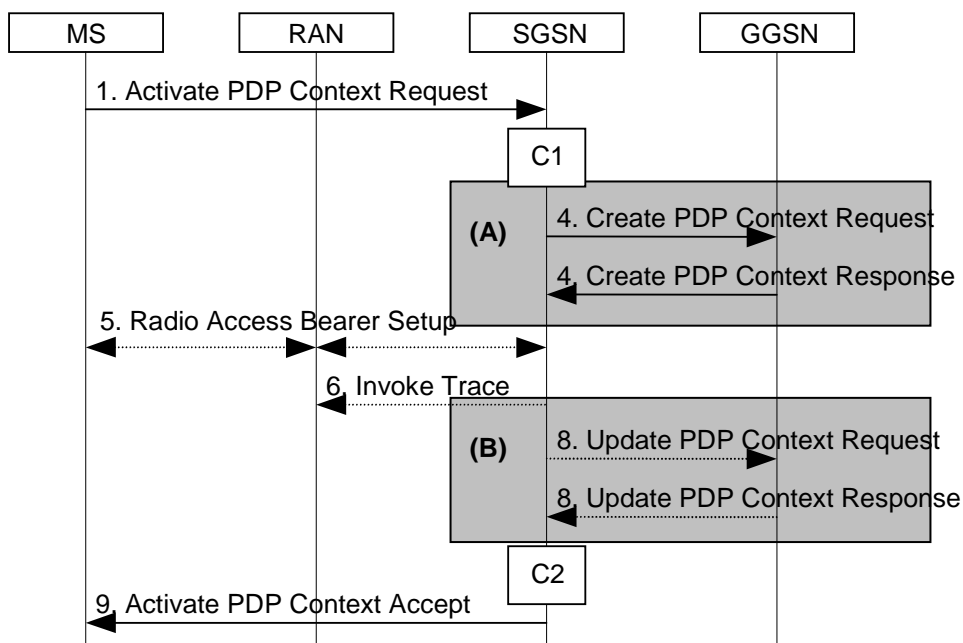 MS RAN SGSN GGSN
1. Activate PDP Context Request
C1
(A) 4. Create PDP Context Request
4. Create PDP Context Response
5. Radio Access Bearer Setup
6. Invoke Trace
(B) 8. Update PDP Context Request
8. Update PDP Context Response
C2
9. Activate PDP Context Accept